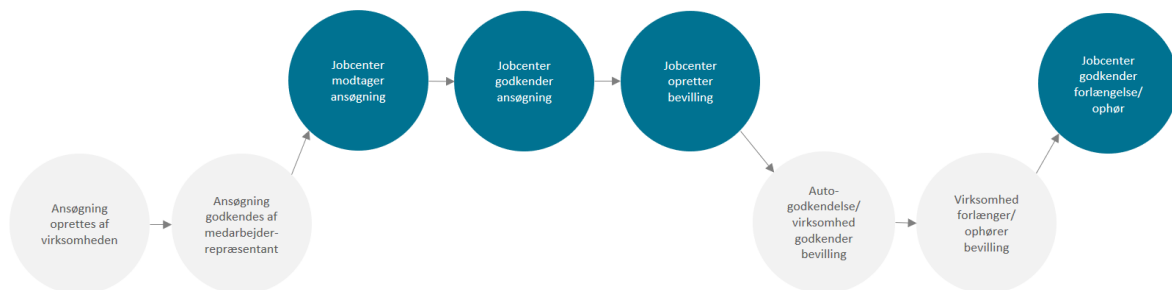 Ansøgning
oprettes af
virksomheden
Ansøgning
godkendes af
medarbejder-
repræsentant
Jobcenter
modtager
ansøgning
Jobcenter
godkender
ansøgning
Jobcenter
opretter
bevilling
Auto-
godkendelse/
virksomhed
godkender
bevilling
Virksomhed
forlænger/
ophører
bevilling
Jobcenter
godkender
forlængelse/
ophør